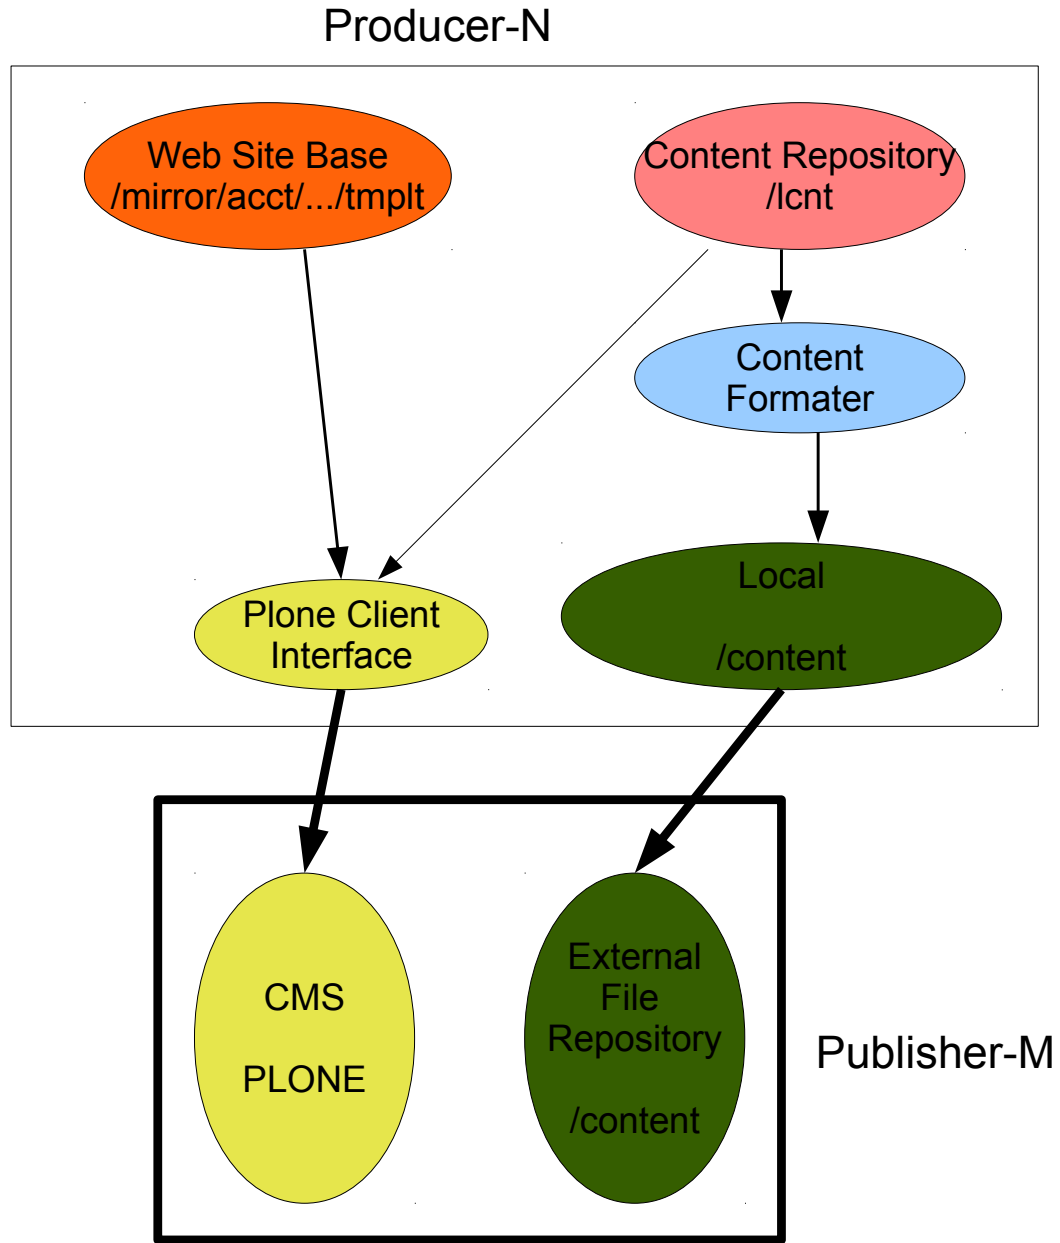 Producer-N
Web Site Base
/mirror/acct/.../tmplt
Content Repository
/lcnt
Content
Formater
Plone Client
Interface
Local
/content
CMS
PLONE
External
File
Repository
/content
Publisher-M